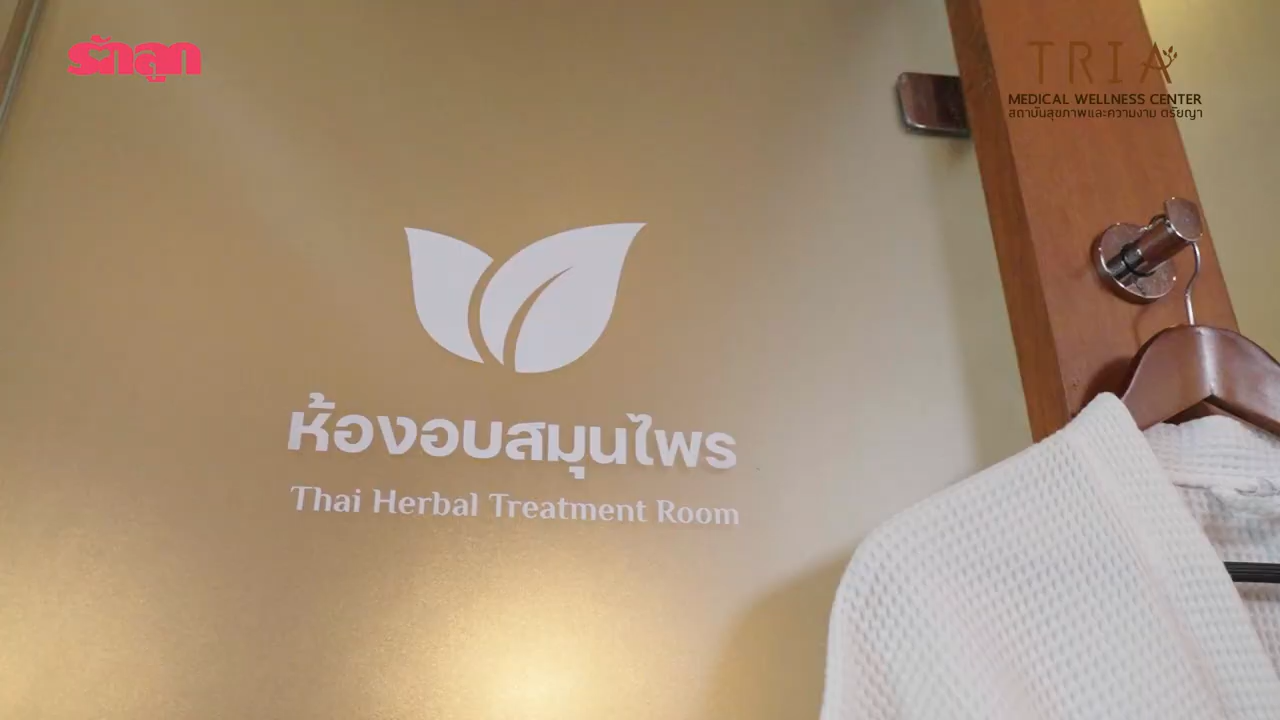 รักลูก
TRIA
MEDICAL WELLNESS CENTER
สถาบันสุขภาพและความงาม ตรัยญา
ห้องอบสมุนไพร
Thai Herbal Treatment Room